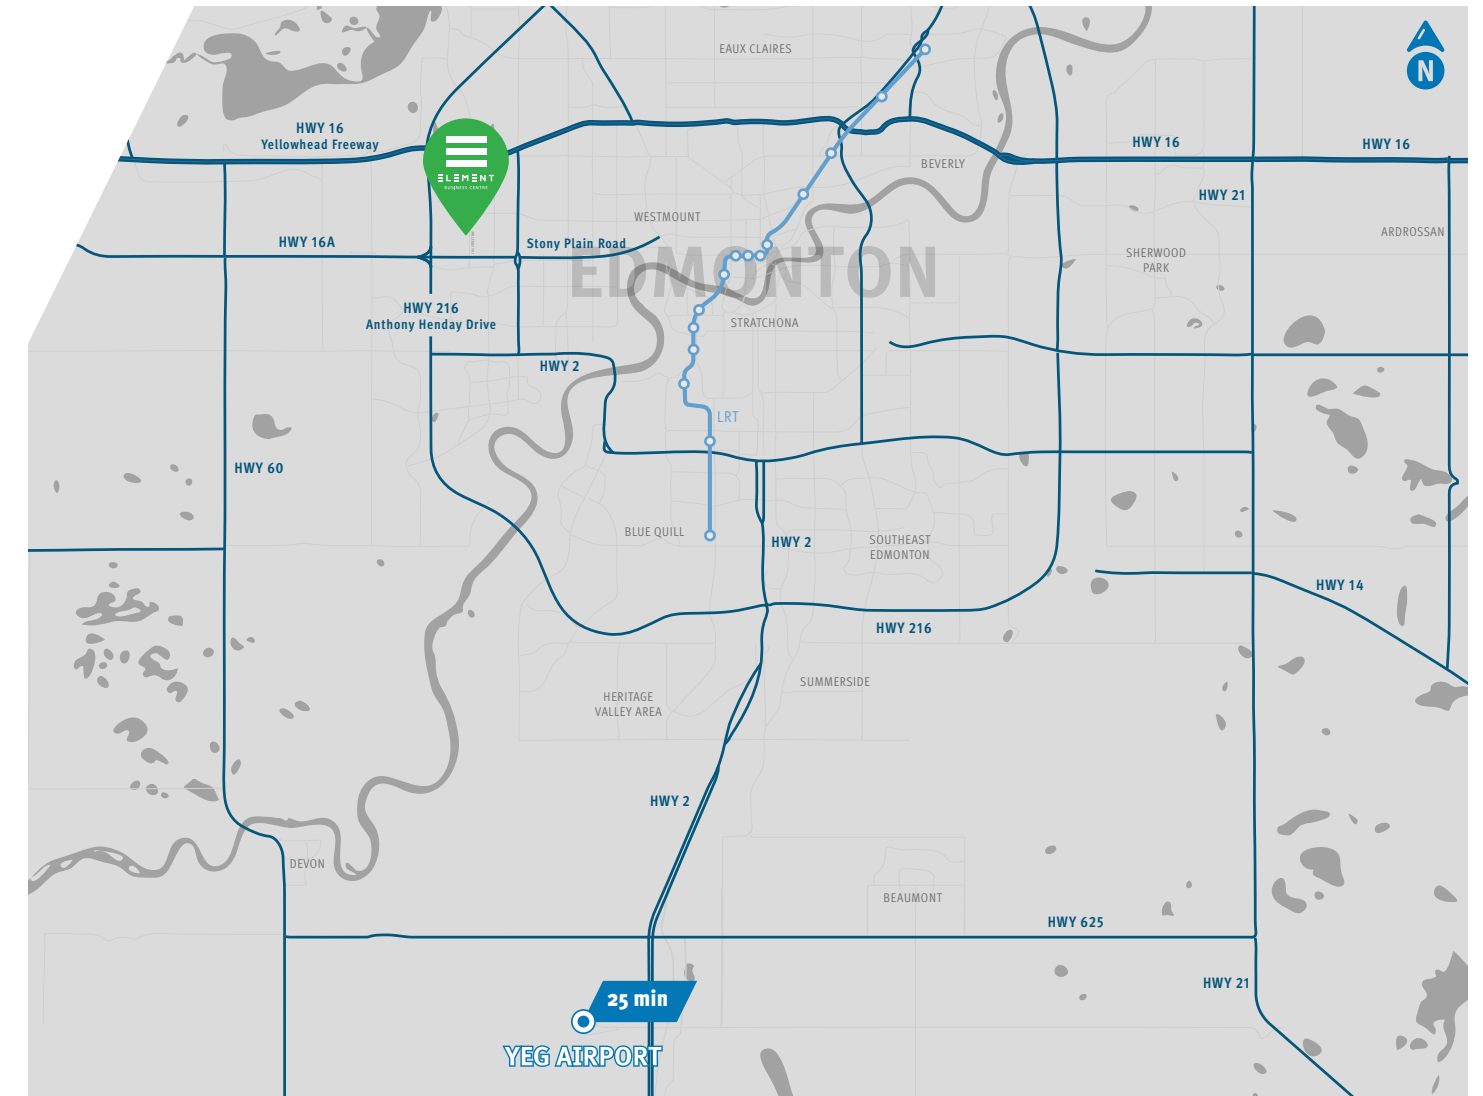 EAUX CLAIRES
N
HWY 16
Yellowhead Freeway
HWY 16
HWY 16
BEVERLY
ELEMENT
BUSINESS CENTRE
HWY 21
WESTMOUNT
ARDROSSAN
HWY 16A
Stony Plain Road
SHERWOOD
PARK
EDMONTON
HWY 216
Anthony Henday Drive
STRATCHONA
HWY 2
LRT
HWY 60
BLUE QUILL
HWY 2
SOUTHEAST
EDMONTON
HWY 14
HWY 216
SUMMERSIDE
HERITAGE
VALLEY AREA
HWY 2
DEVON
BEAUMONT
HWY 625
HWY 21
25 min
YEG AIRPORT